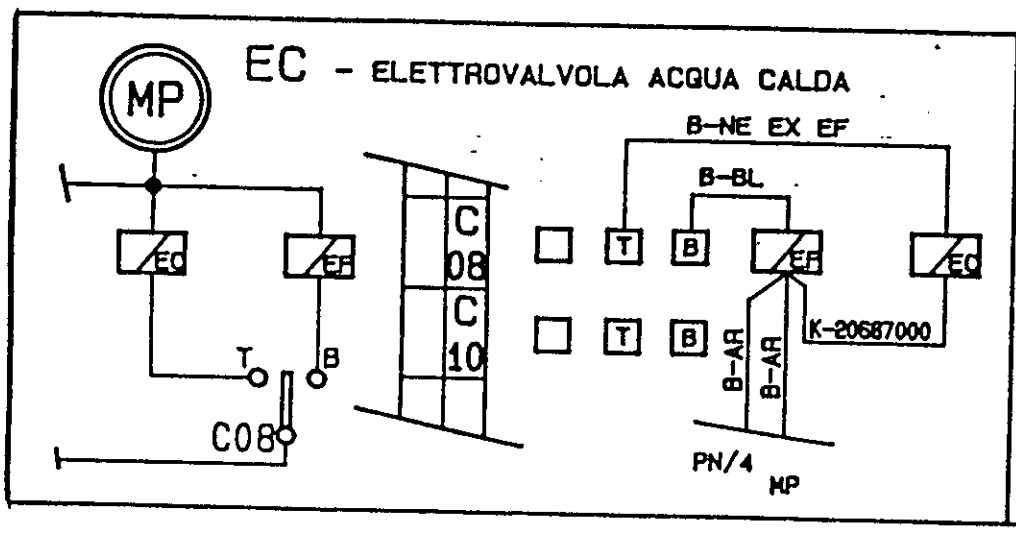 MP
EC - ELETTROVALVOLA ACQUA CALDA
B-NE EX EF
B-BL
EC
EF
C
08
C
10
T
B
EF
EC
T
B
K-20687000
B-AR
B-AR
T
B
C08
PN/4
MP